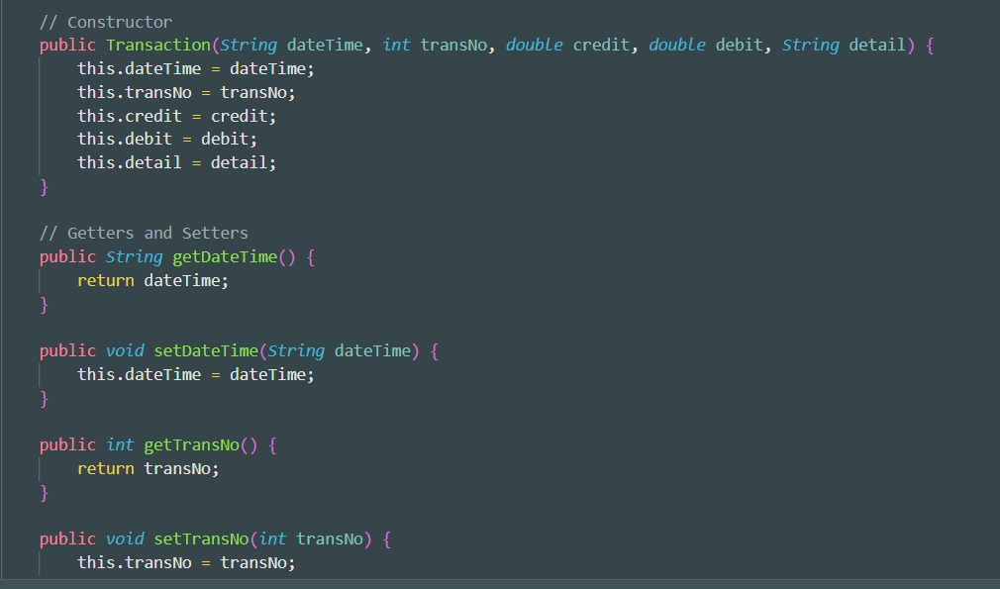 // Constructor
public Transaction(String dateTime, int transNo, double credit, double debit, String detail) {
    this.dateTime = dateTime;
    this.transNo = transNo;
    this.credit = credit;
    this.debit = debit;
    this.detail = detail;
}

// Getters and Setters
public String getDateTime() {
    return dateTime;
}

public void setDateTime(String dateTime) {
    this.dateTime = dateTime;
}

public int getTransNo() {
    return transNo;
}

public void setTransNo(int transNo) {
    this.transNo = transNo;